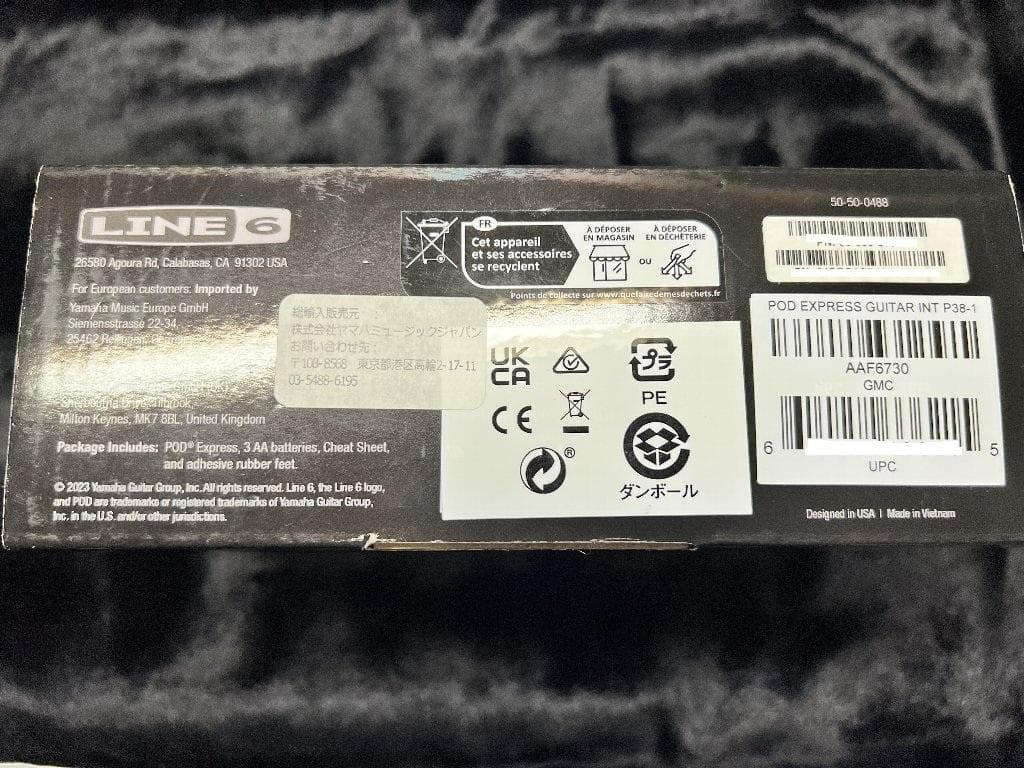 LINE 6
26580 Agoura Rd, Calabasas, CA 91302 USA
For European customers: Imported by
Yamaha Music Europe GmbH
Siemensstrasse 22-34,
25462 Rellingen,
Milton Keynes, MK7 8BL, United Kingdom
Package Includes: POD® Express, 3 AA batteries, Cheat Sheet,
and adhesive rubber feet.
© 2023 Yamaha Guitar Group, Inc. All rights reserved. Line 6, the Line 6 logo,
and POD are trademarks or registered trademarks of Yamaha Guitar Group,
Inc. in the U.S. and/or other jurisdictions.
総輸入販売元
株式会社ヤマハミュージックジャパン
お問い合わせ先:
〒108-8568 東京都港区高輪2-17-11
03-5488-6195
FR
Cet appareil
et ses accessoires
se recyclent
À DÉPOSER
EN MAGASIN
OU
À DÉPOSER
EN DÉCHÈTERIE
Points de collecte sur www.quefairedemesdechets.fr
UK
CA
CE
®
プラ
PE
ダンボール
50-50-0488
POD EXPRESS GUITAR INT P38-1
AAF6730
GMC
6 5
UPC
Designed in USA | Made in Vietnam